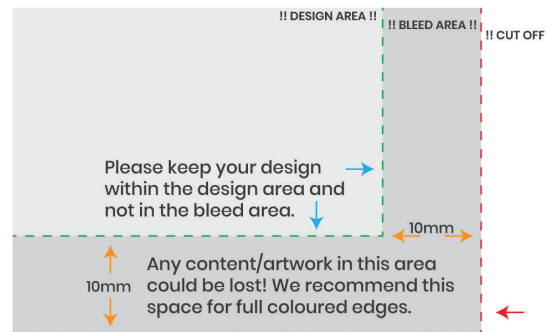 !! DESIGN AREA !!
!! BLEED AREA !!
!! CUT OFF
Please keep your design
within the design area and
not in the bleed area.
10mm
10mm
Any content/artwork in this area
could be lost! We recommend this
space for full coloured edges.